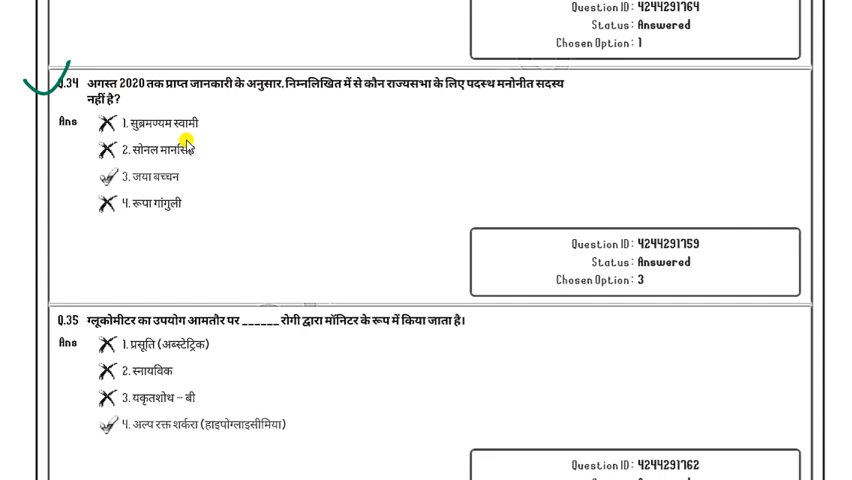 Question ID : 4244291764
Status : Answered
Chosen Option : 1
Q.34 अगस्त 2020 तक प्राप्त जानकारी के अनुसार, निम्नलिखित में से कौन राज्यसभा के लिए पदस्थ मनोनीत सदस्य
नहीं है?
Ans 1. सुब्रमण्यम स्वामी
2. सोनल मानसिंह
3. जया बच्चन
4. रूपा गांगुली
Question ID : 4244291759
Status : Answered
Chosen Option : 3
Q.35 ग्लूकोमीटर का उपयोग आमतौर पर ______ रोगी द्वारा मॉनिटर के रूप में किया जाता है।
Ans 1. प्रसूति (अब्स्टेट्रिक)
2. स्नायविक
3. यकृतशोथ – बी
4. अल्प रक्त शर्करा (हाइपोग्लाइसीमिया)
Question ID : 4244291762